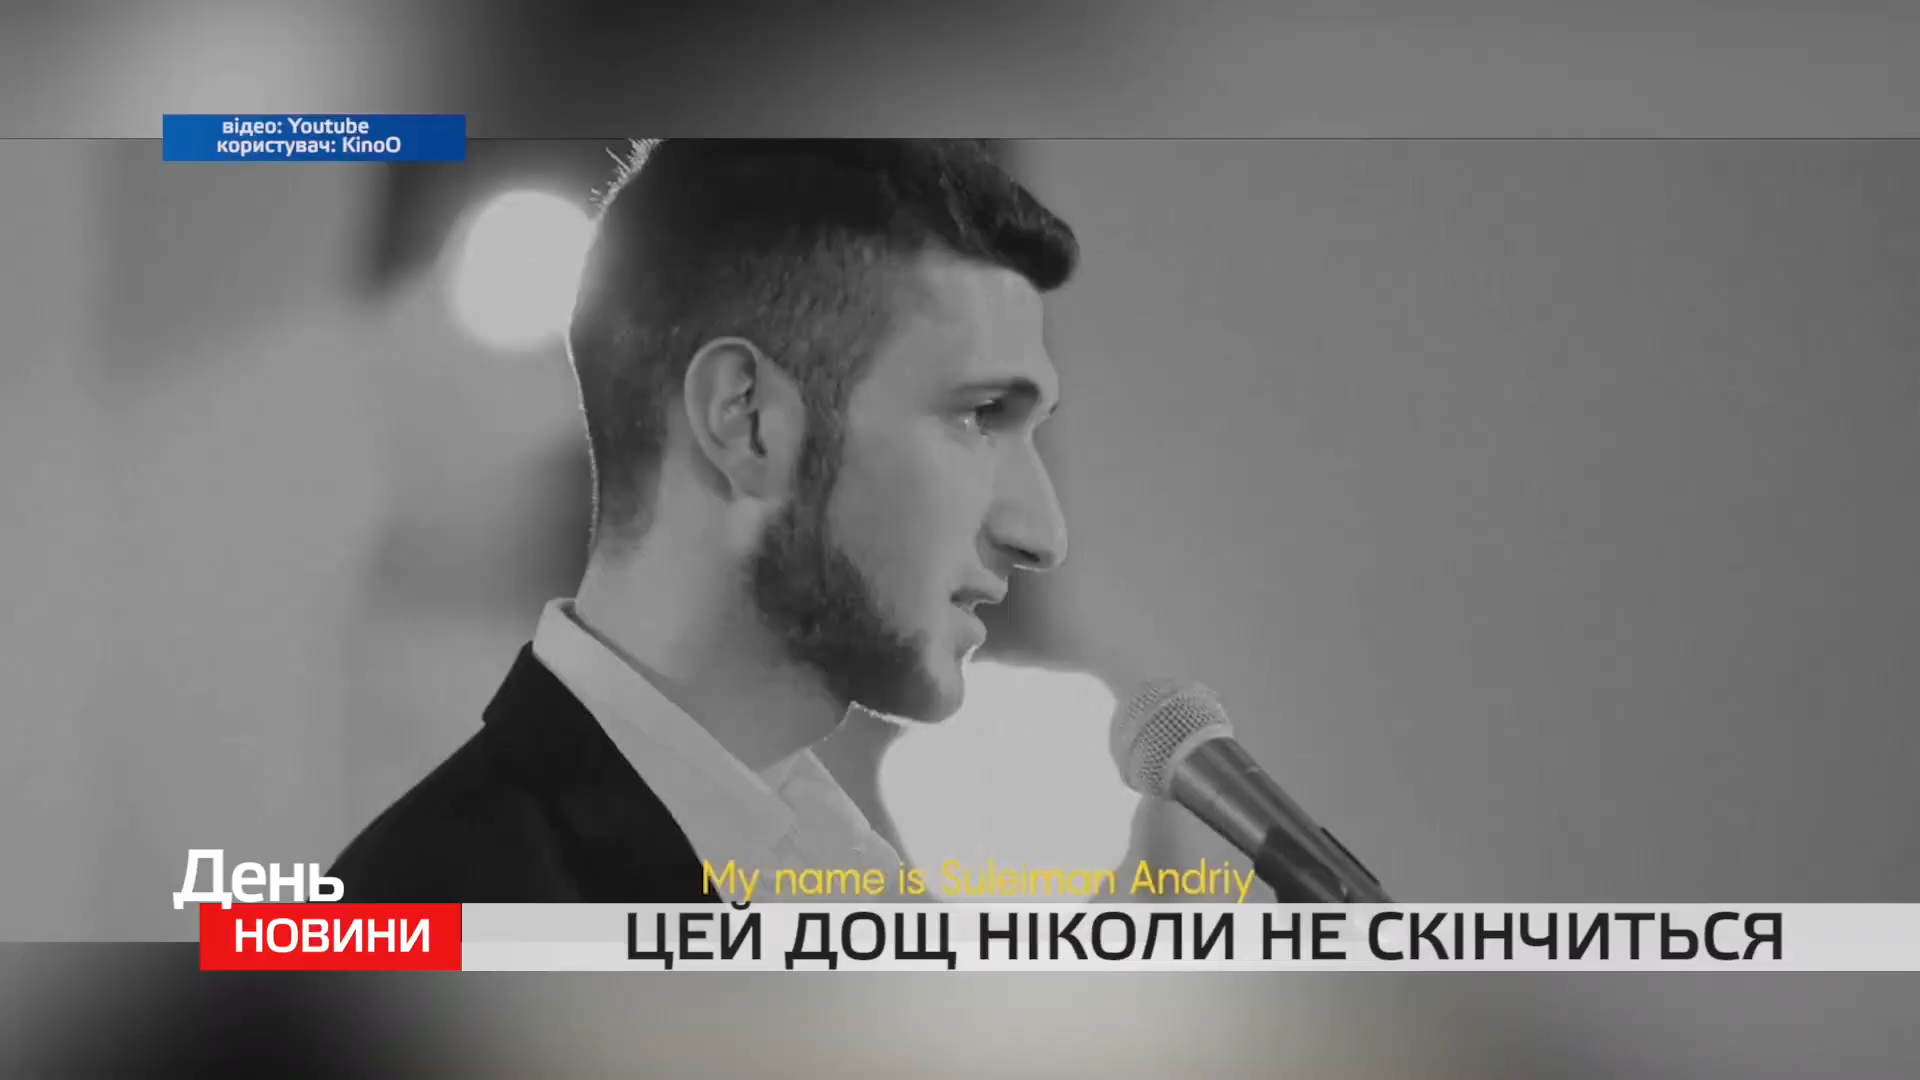 відео: Youtube
користувач: KinoO
My name is Suleiman Andriy
День
НОВИНИ
ЦЕЙ ДОЩ НІКОЛИ НЕ СКІНЧИТЬСЯ